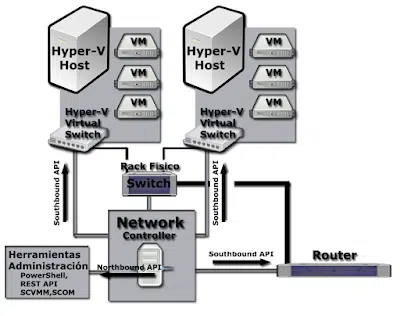 Hyper-V
Host
VM
VM
VM
Hyper-V
Virtual
Switch
Hyper-V
Host
VM
VM
VM
Hyper-V
Virtual
Switch
Southbound API
Southbound API
Rack Fisico
Switch
Network
Controller
Herramientas
Administración
PowerShell,
REST API
SCVMM,SCOM
Northbound API
Southbound API
Router